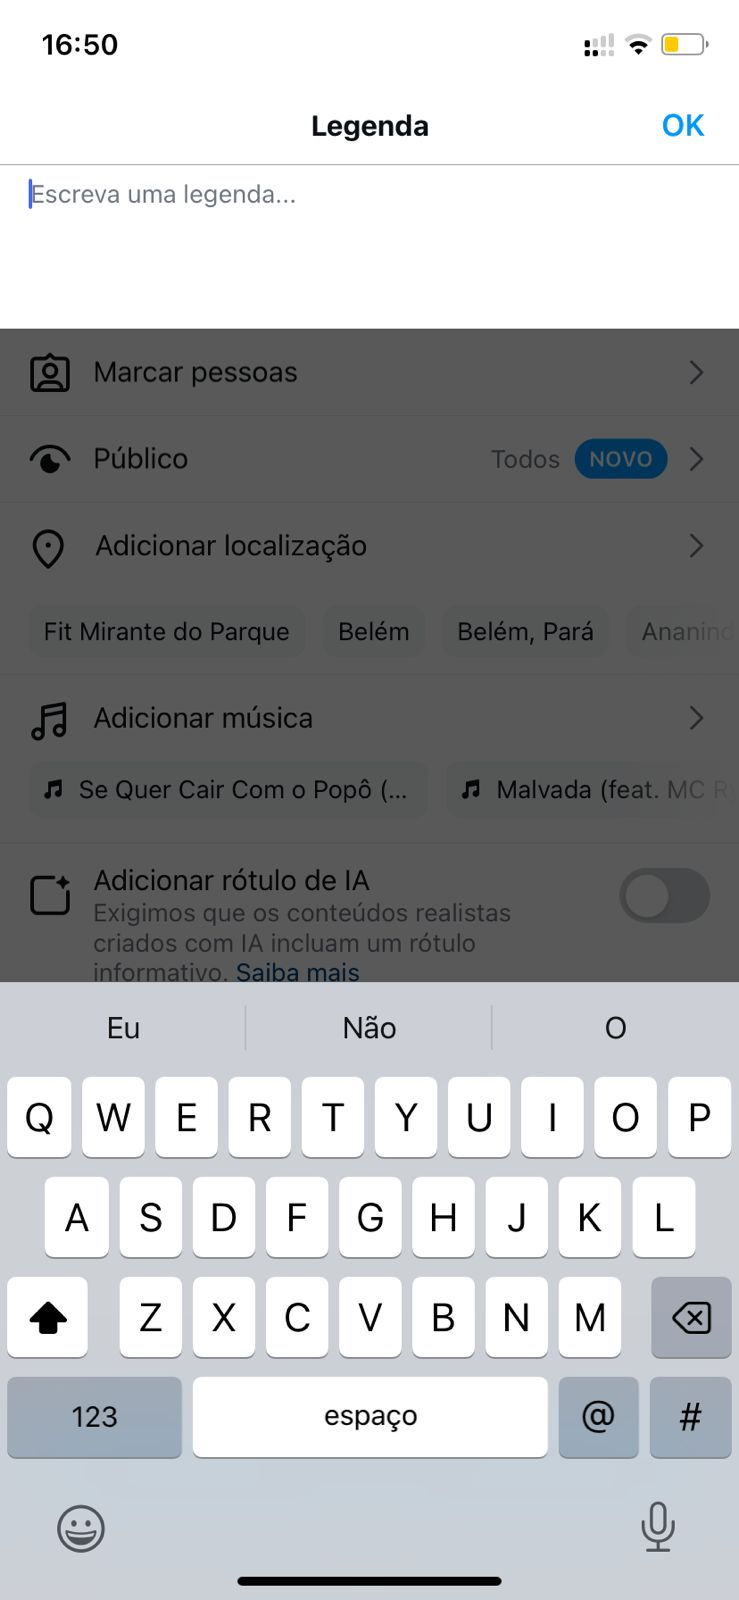 16:50
Legenda OK
Escreva uma legenda...
Marcar pessoas
Público Todos NOVO
Adicionar localização
Fit Mirante do Parque Belém Belém, Pará Ananind
Adicionar música
Se Quer Cair Com o Popô (... Malvada (feat. MC R
Adicionar rótulo de IA
Exigimos que os conteúdos realistas
criados com IA incluam um rótulo
informativo. Saiba mais
Eu Não O
Q W E R T Y U I O P
A S D F G H J K L
Z X C V B N M
123 espaço @ #